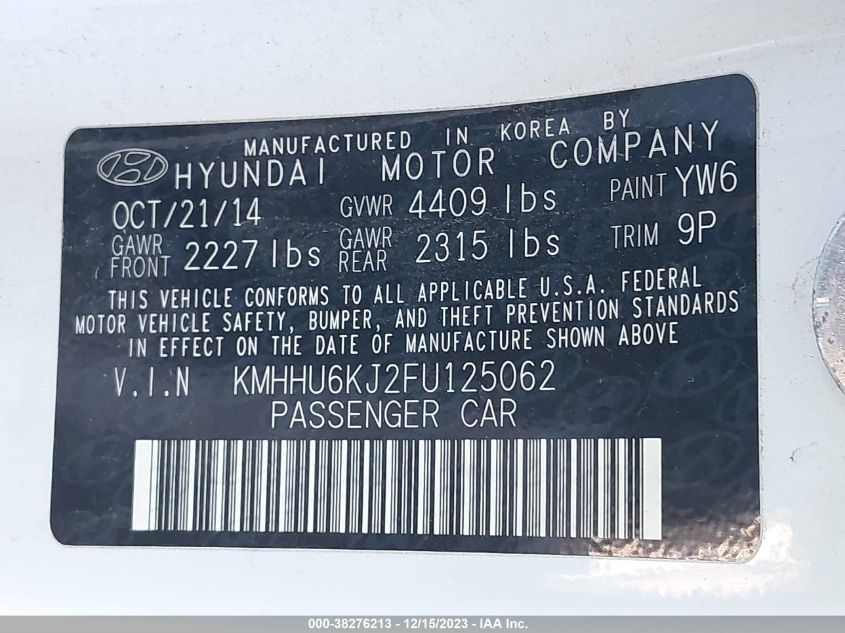 MANUFACTURED IN KOREA BY
HYUNDAI MOTOR COMPANY
OCT/21/14 GVWR 4409 lbs PAINT YW6
GAWR FRONT 2227 lbs GAWR REAR 2315 lbs TRIM 9P
THIS VEHICLE CONFORMS TO ALL APPLICABLE U.S.A. FEDERAL
MOTOR VEHICLE SAFETY, BUMPER, AND THEFT PREVENTION STANDARDS
IN EFFECT ON THE DATE OF MANUFACTURE SHOWN ABOVE
V.I.N KMHHU6KJ2FU125062
PASSENGER CAR
000-38276213 - 12/15/2023 - IAA Inc.